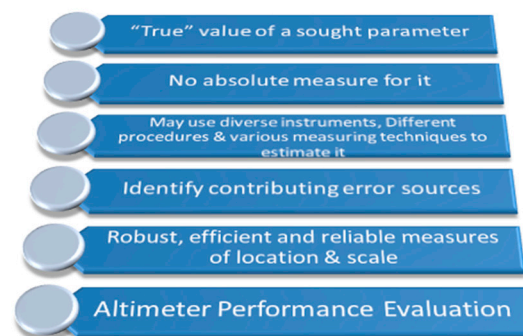 “True” value of a sought parameter
No absolute measure for it
May use diverse instruments, Different
procedures & various measuring techniques to
estimate it
Identify contributing error sources
Robust, efficient and reliable measures
of location & scale
Altimeter Performance Evaluation